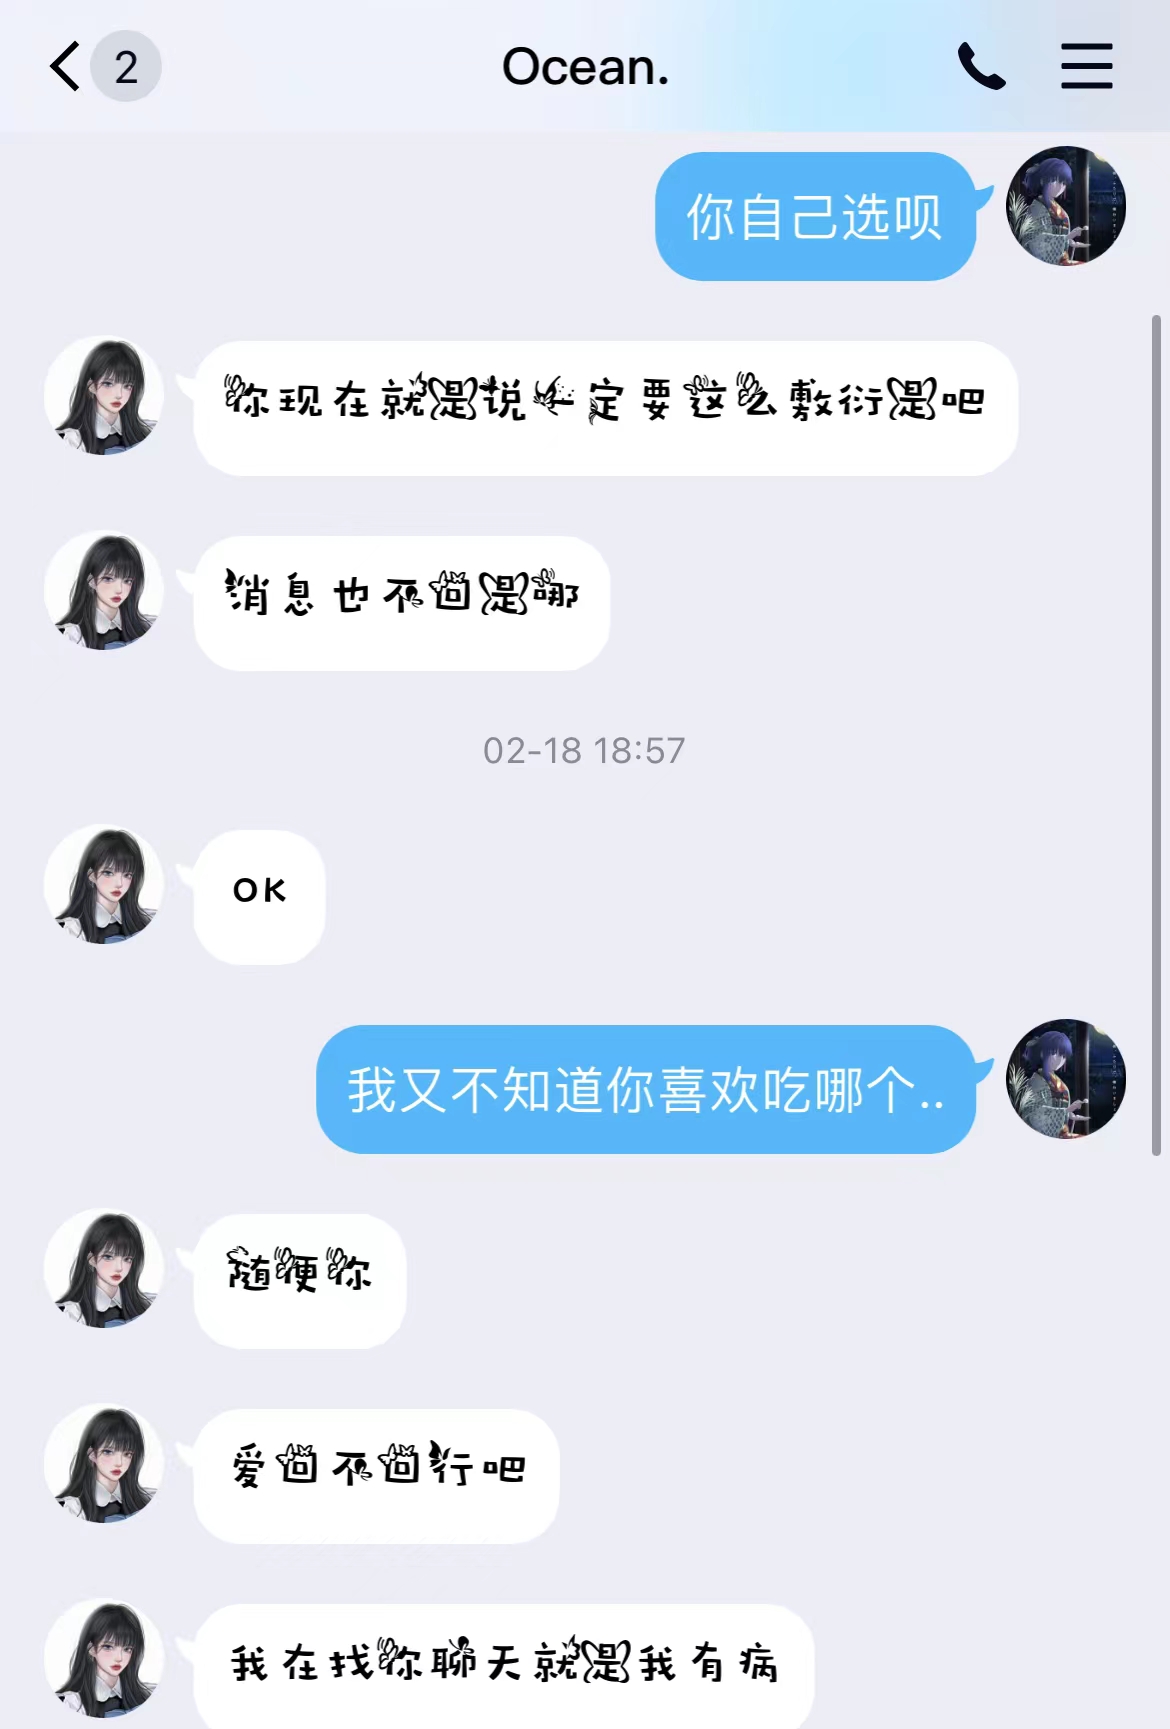 2
Ocean.
你自己选呗
你现在就是说一定要这么敷衍是吧
消息也不回是哪
02-18 18:57
OK
我又不知道你喜欢吃哪个..
随便你
爱回不回行吧
我在找你聊天就是我有病